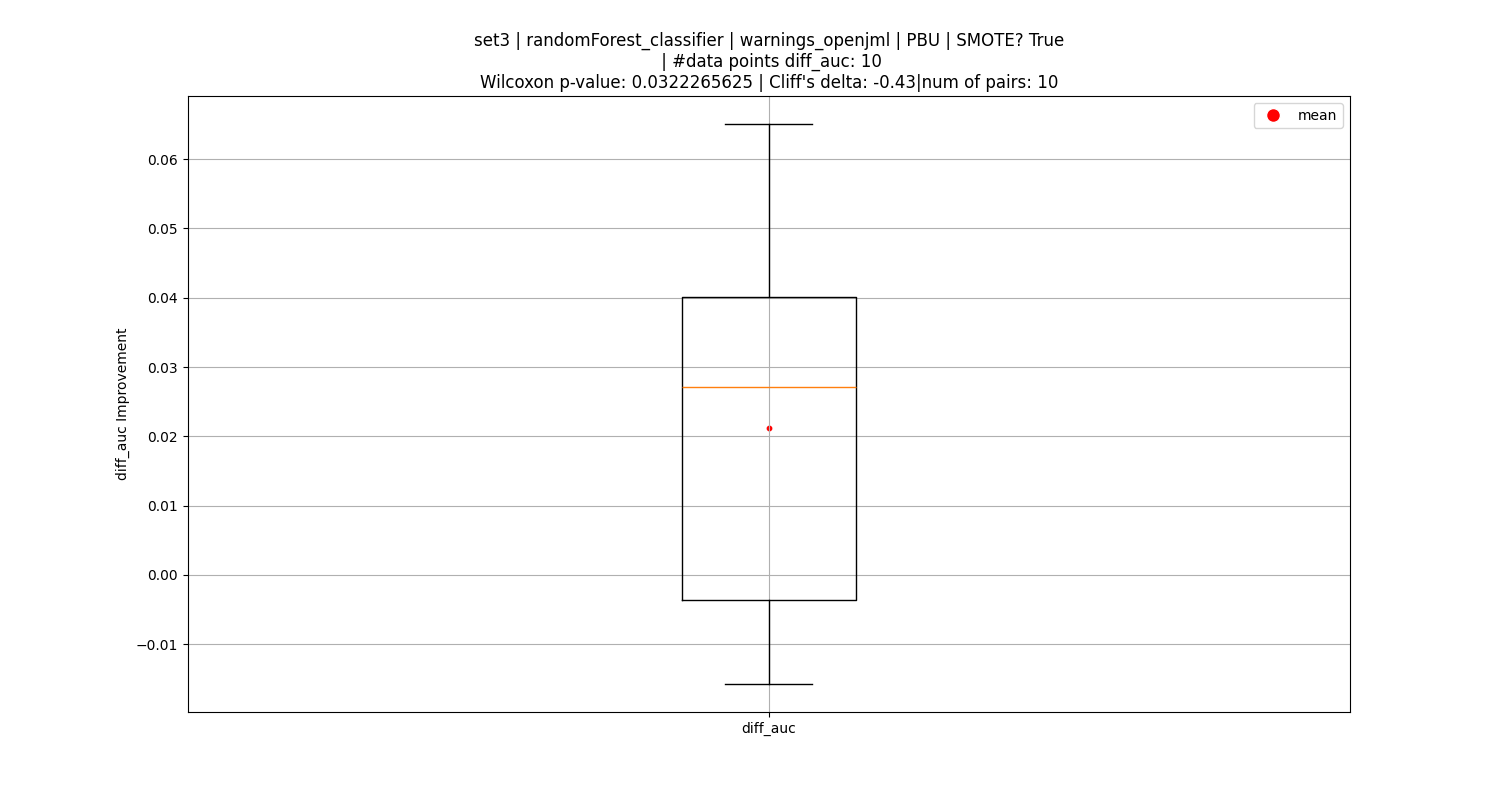 set3 | randomForest_classifier | warnings_openjml | PBU | SMOTE? True
| #data points diff_auc: 10
Wilcoxon p-value: 0.0322265625 | Cliff's delta: -0.43|num of pairs: 10
mean
0.06
0.05
0.04
0.03
0.02
0.01
0.00
−0.01
diff_auc Improvement
diff_auc